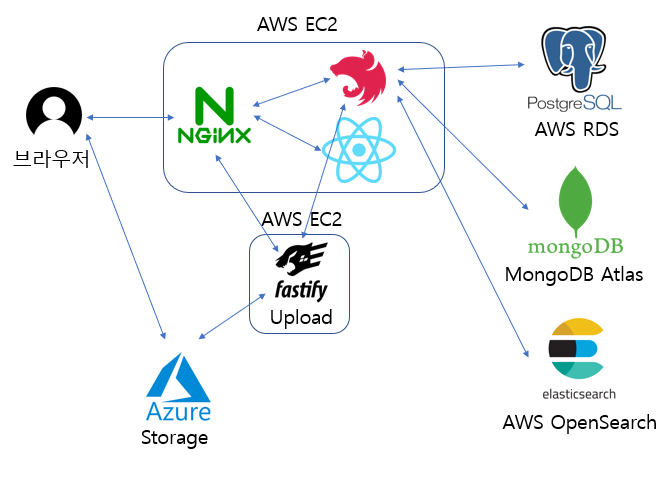 AWS EC2
NGINX
PostgreSQL
AWS RDS
브라우저
AWS EC2
fastify
Upload
mongoDB
MongoDB Atlas
elasticsearch
AWS OpenSearch
Azure
Storage